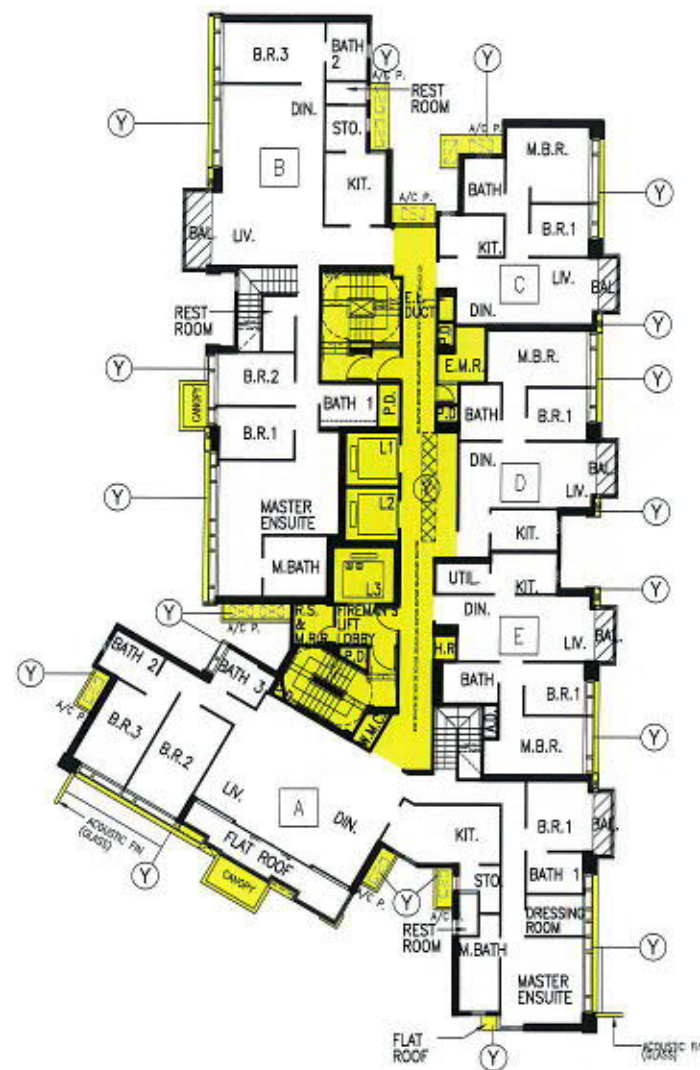 B.R.3
BATH 2
Y
A/C P.
REST ROOM
Y
Y
DIN.
STO.
B
KIT.
M.B.R.
BATH
Y
A/C P.
BAL.
LIV.
B.R.1
KIT.
LIV.
C
BAL.
DIN.
REST ROOM
DUCT
P.D.
Y
E.M.R.
M.B.R.
Y
B.R.2
Y
CANOPY
BATH 1
P.D.
P.D.
BATH
B.R.1
B.R.1
L1
DIN.
BAL.
Y
D
LIV.
Y
MASTER ENSUITE
L2
KIT.
Y
M.BATH
L3
UTIL.
KIT.
Y
A/C P.
R.S. & M.B.R.
FIREMAN'S LIFT LOBBY
P.D.
DIN.
E
LIV.
BAL.
Y
H.R.
BATH 2
BATH 3
Y
A/C P.
BATH
B.R.1
A.D.
M.B.R.
Y
B.R.3
B.R.2
W.M.C.
LIV.
A
DIN.
ACOUSTIC FIN (GLASS)
Y
FLAT ROOF
CANOPY
KIT.
B.R.1
BAL.
A/C P.
Y
A/C P.
STO.
BATH 1
REST ROOM
M.BATH
DRESSING ROOM
Y
MASTER ENSUITE
FLAT ROOF
Y
(GLASS)